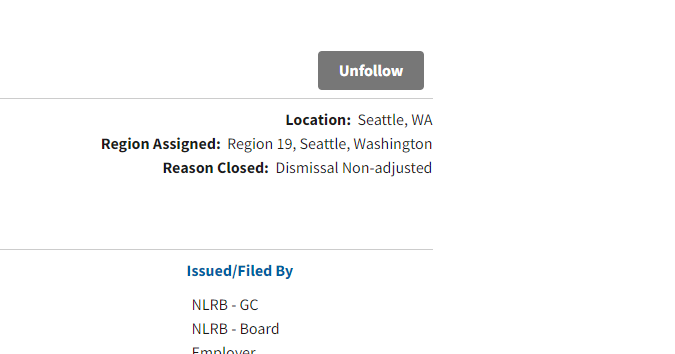 Unfollow
Location: Seattle, WA
Region Assigned: Region 19, Seattle, Washington
Reason Closed: Dismissal Non-adjusted
Issued/Filed By
NLRB - GC
NLRB - Board
Employer